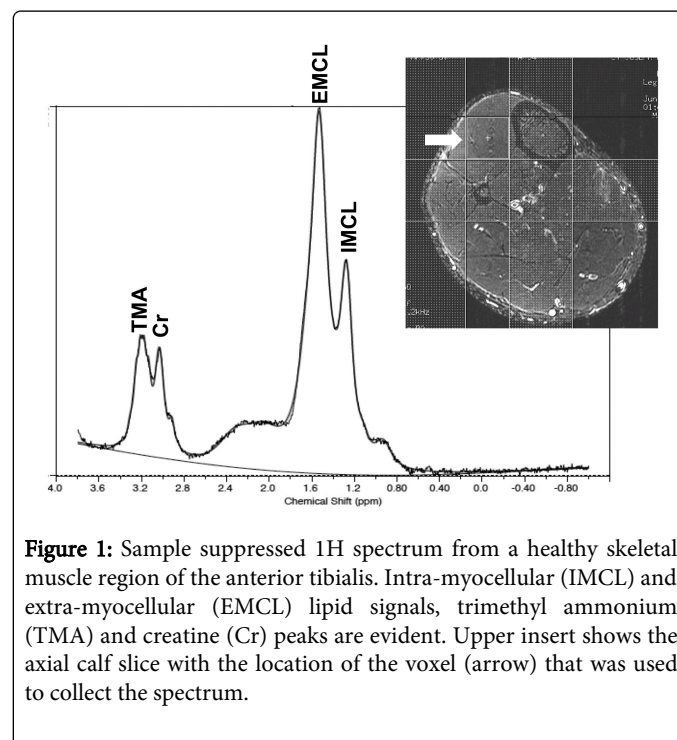 EMCL
IMCL
TMA
Cr
Leg
Jun
01:
M
.2kHz
4.0 3.6 3.2 2.8 2.4 2.0 1.6 1.2 0.80 0.40 0.0 -0.40 -0.80
Chemical Shift (ppm)
Figure 1: Sample suppressed 1H spectrum from a healthy skeletal
muscle region of the anterior tibialis. Intra-myocellular (IMCL) and
extra-myocellular (EMCL) lipid signals, trimethyl ammonium
(TMA) and creatine (Cr) peaks are evident. Upper insert shows the
axial calf slice with the location of the voxel (arrow) that was used
to collect the spectrum.